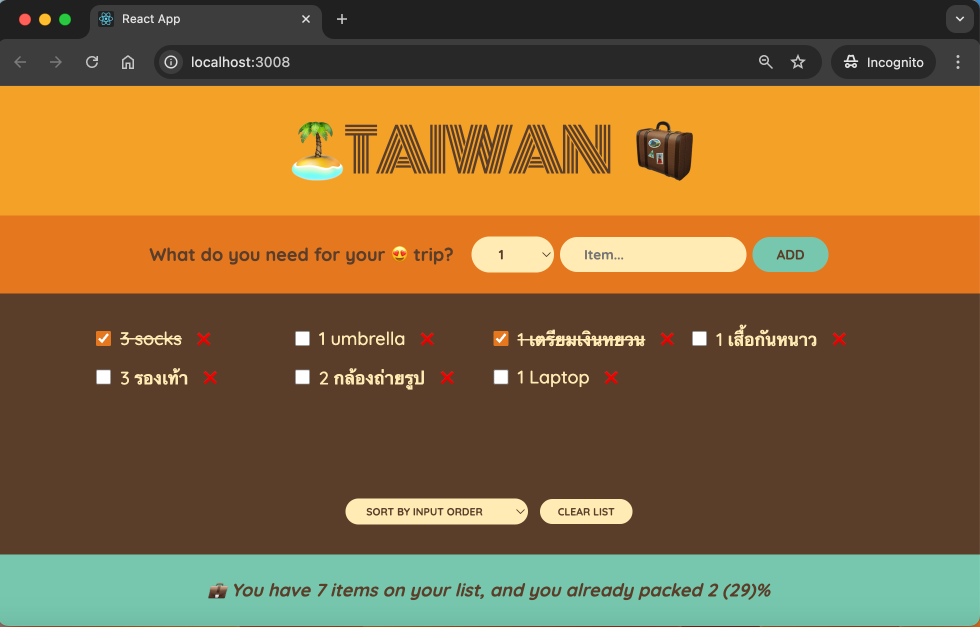 React App
localhost:3008
Incognito
🏝️TAIWAN 🧳
What do you need for your 😍 trip? 1 Item... ADD
3 socks ❌ 1 umbrella ❌ 1 เตรียมเงินหยวน ❌ 1 เสื้อกันหนาว ❌
3 รองเท้า ❌ 2 กล้องถ่ายรูป ❌ 1 Laptop ❌
SORT BY INPUT ORDER CLEAR LIST
💼 You have 7 items on your list, and you already packed 2 (29)%